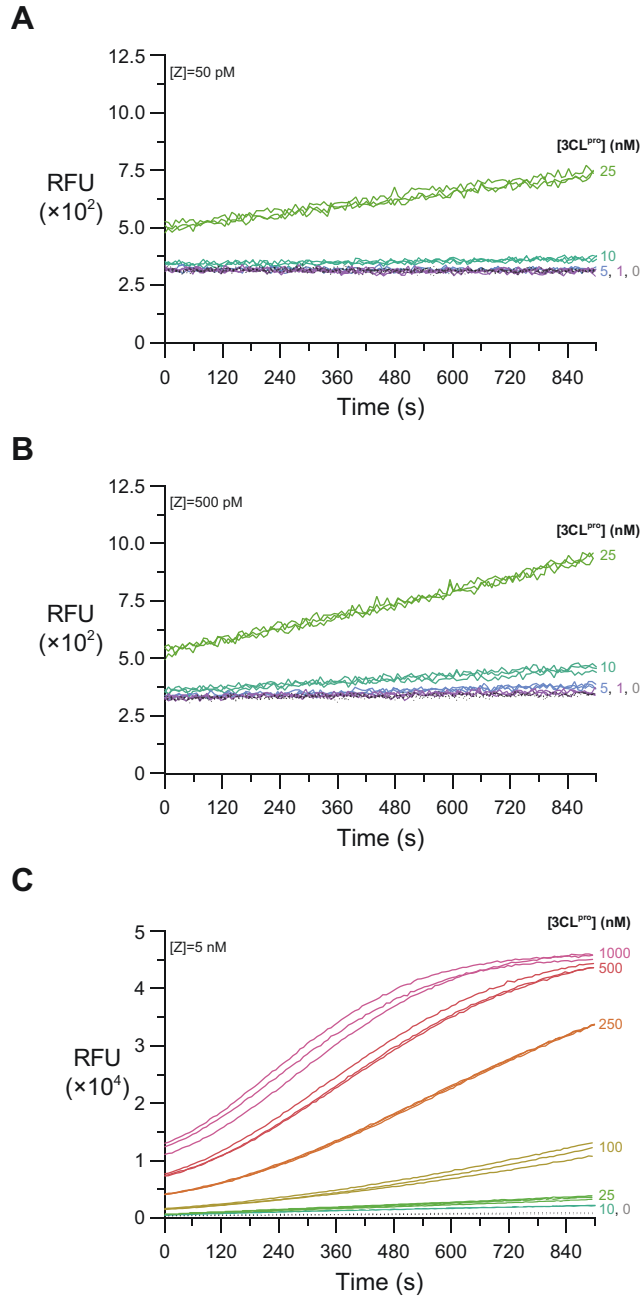 A
[Z]=50 pM
12.5
10.0
7.5
5.0
2.5
0
RFU
(×10²)
[3CLᵖʳᵒ] (nM)
25
10
5, 1, 0
0 120 240 360 480 600 720 840
Time (s)
B
[Z]=500 pM
12.5
10.0
7.5
5.0
2.5
0
RFU
(×10²)
[3CLᵖʳᵒ] (nM)
25
10
5, 1, 0
0 120 240 360 480 600 720 840
Time (s)
C
[Z]=5 nM
5
4
3
2
1
0
RFU
(×10⁴)
[3CLᵖʳᵒ] (nM)
1000
500
250
100
25
10, 0
0 120 240 360 480 600 720 840
Time (s)